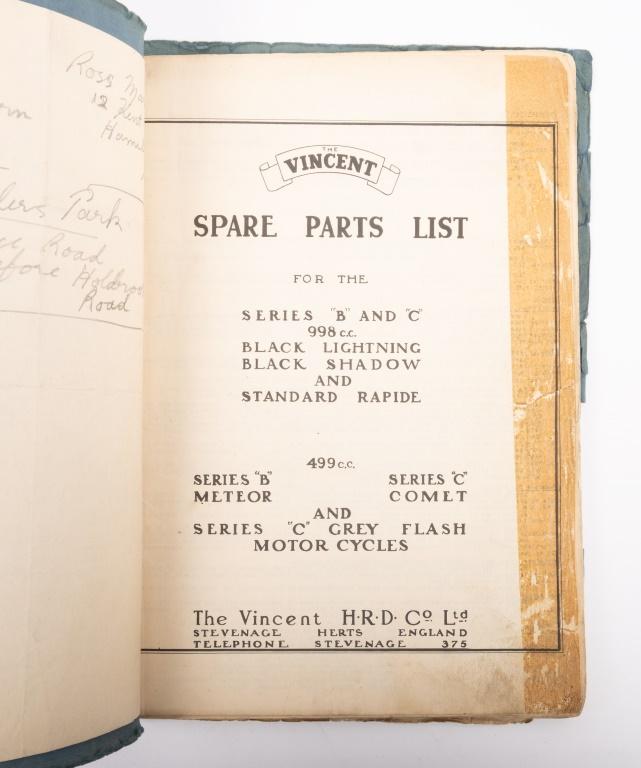 Ross
12
Park
Road
Road
THE
VINCENT
SPARE PARTS LIST
FOR THE
SERIES "B" AND "C"
998 C.C.
BLACK LIGHTNING
BLACK SHADOW
AND
STANDARD RAPIDE
499 C.C.
SERIES "B" SERIES "C"
METEOR COMET
AND
SERIES "C" GREY FLASH
MOTOR CYCLES
The Vincent H·R·D· Co Ltd
STEVENAGE HERTS ENGLAND
TELEPHONE STEVENAGE 375